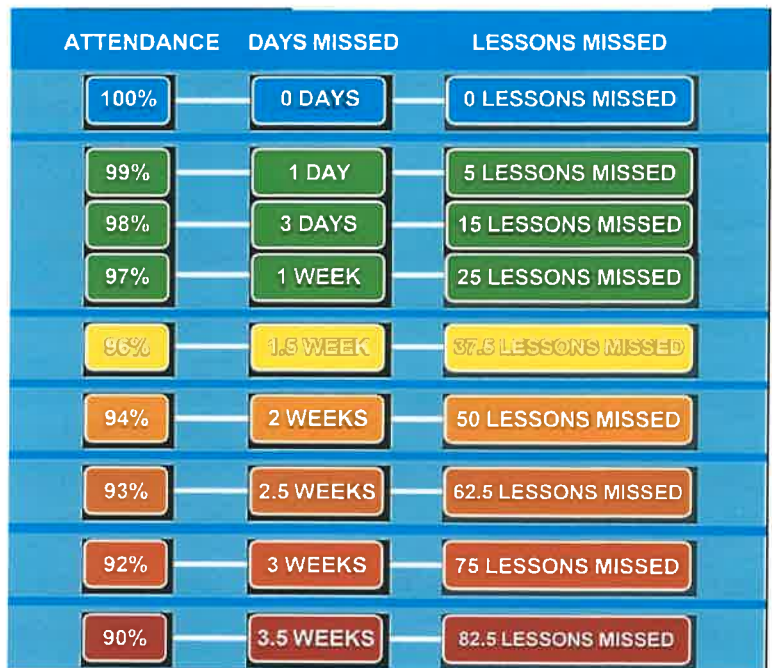 ATTENDANCE DAYS MISSED LESSONS MISSED
100% 0 DAYS 0 LESSONS MISSED
99% 1 DAY 5 LESSONS MISSED
98% 3 DAYS 15 LESSONS MISSED
97% 1 WEEK 25 LESSONS MISSED
96% 1.5 WEEK 37.5 LESSONS MISSED
94% 2 WEEKS 50 LESSONS MISSED
93% 2.5 WEEKS 62.5 LESSONS MISSED
92% 3 WEEKS 75 LESSONS MISSED
90% 3.5 WEEKS 82.5 LESSONS MISSED